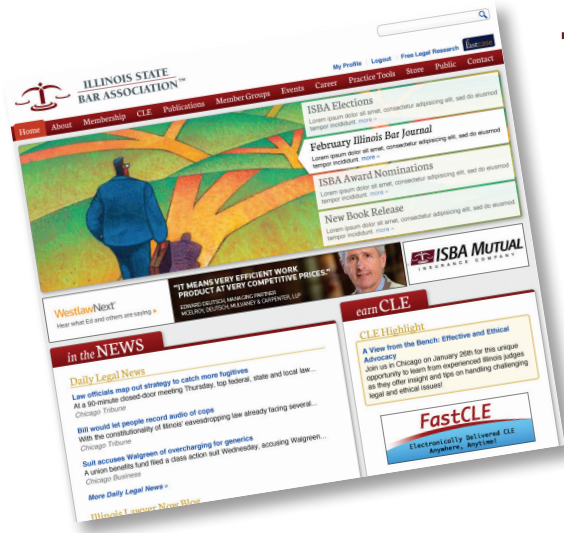 ILLINOIS STATE
BAR ASSOCIATION™
My Profile Logout Free Legal Research fastcase
Home About Membership CLE Publications Member Groups Events Career Practice Tools Store Public Contact
ISBA Elections
Lorem ipsum dolor sit amet, consectetur adipiscing elit, sed do eiusmod
tempor incididunt. more »
February Illinois Bar Journal
Lorem ipsum dolor sit amet, consectetur adipiscing elit, sed do eiusmod
tempor incididunt. more »
ISBA Award Nominations
Lorem ipsum dolor sit amet, consectetur adipiscing elit, sed do eiusmod
tempor incididunt. more »
New Book Release
Lorem ipsum dolor sit amet, consectetur adipiscing elit, sed do eiusmod
tempor incididunt. more »
WestlawNext
Hear what Ed and others are saying
"IT MEANS VERY EFFICIENT WORK
PRODUCT AT VERY COMPETITIVE PRICES."
EDWARD DEUTSCH, MANAGING PARTNER
MCELROY, DEUTSCH, MULVANEY & CARPENTER, LLP
ISBA MUTUAL
INSURANCE COMPANY
in the NEWS
Daily Legal News
Law officials map out strategy to catch more fugitives
At a 90-minute closed-door meeting Thursday, top federal, state and local law...
Chicago Tribune
Bill would let people record audio of cops
With the constitutionality of Illinois' eavesdropping law already facing several...
Chicago Tribune
Suit accuses Walgreen of overcharging for generics
A union benefits fund filed a class action suit Wednesday, accusing Walgreen...
Chicago Business
More Daily Legal News »
Illinois Lawyer Now Blog
earn CLE
CLE Highlight
A View from the Bench: Effective and Ethical
Advocacy
Join us in Chicago on January 26th for this unique
opportunity to learn from experienced Illinois judges
as they offer insight and tips on handling challenging
legal and ethical issues!
FastCLE
Electronically Delivered CLE
Anywhere, Anytime!